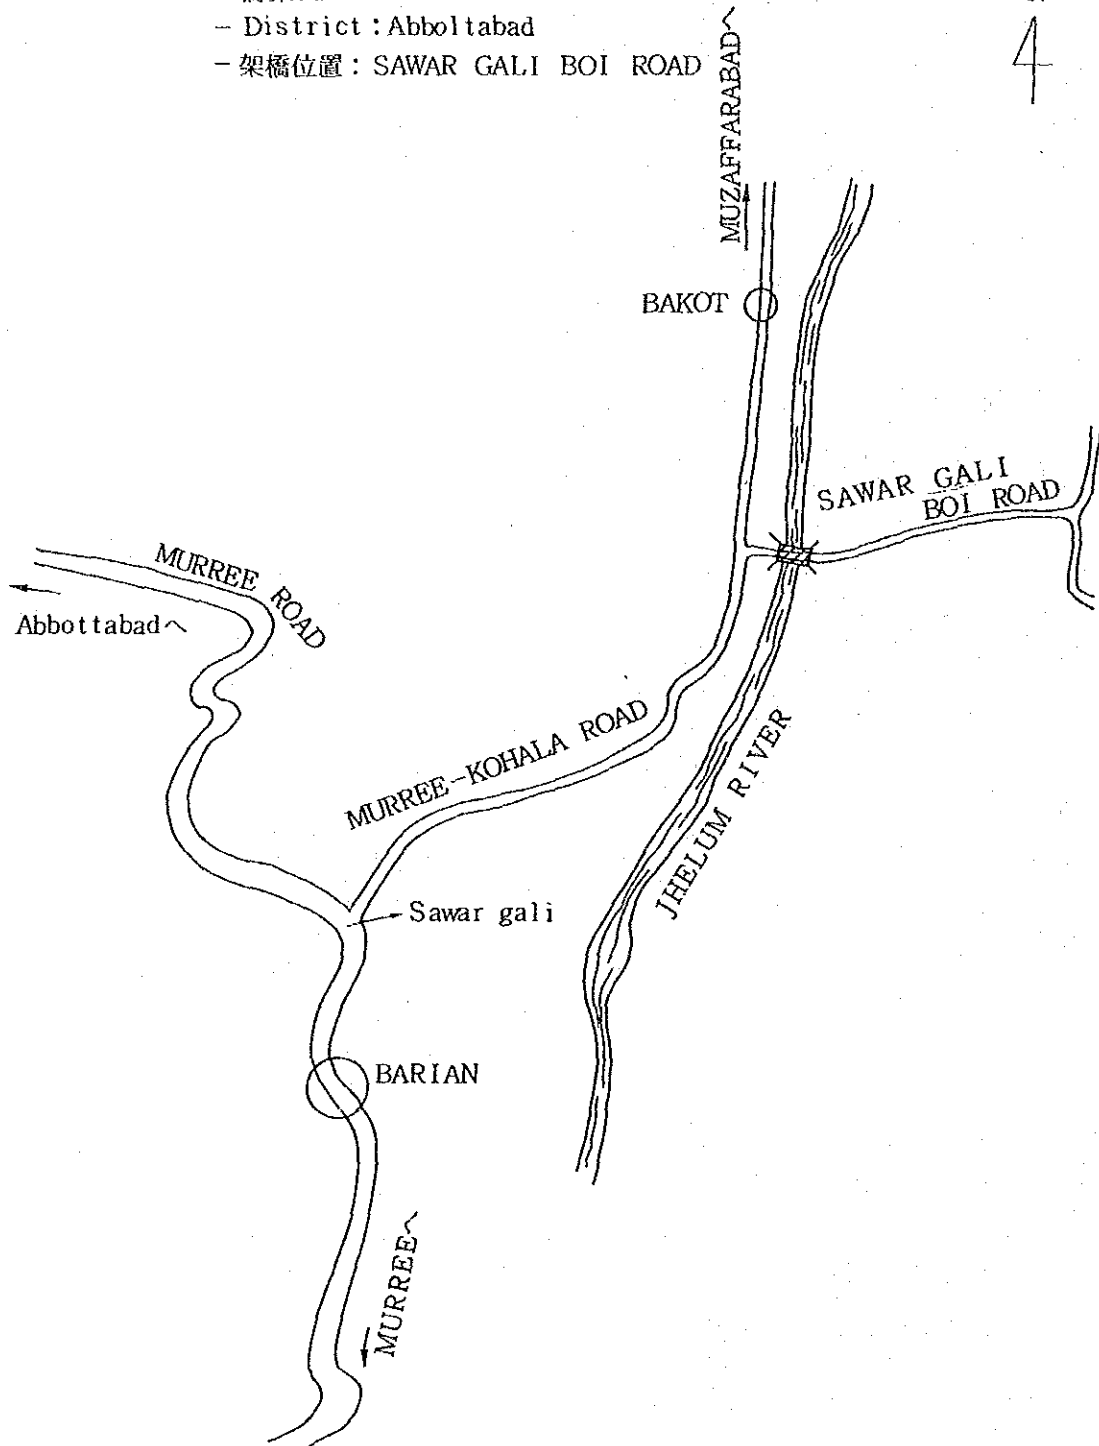 - District : Abboltabad
- 架橋位置 : SAWAR GALI BOI ROAD
4
MUZAFFARABADへ
BAKOT
SAWAR GALI
BOI ROAD
MURREE ROAD
Abbottabadへ
MURREE-KOHALA ROAD
JHELUM RIVER
Sawar gali
BARIAN
MURREEへ